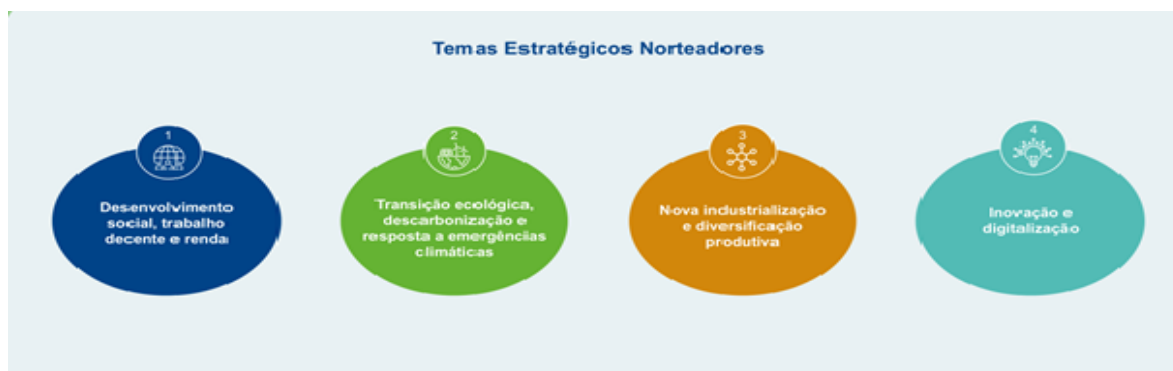 Temas Estratégicos Norteadores
1
Desenvolvimento
social, trabalho
decente e renda
2
Transição ecológica,
descarbonização e
resposta a emergências
climáticas
3
Nova industrialização
e diversificação
produtiva
4
Inovação e
digitalização